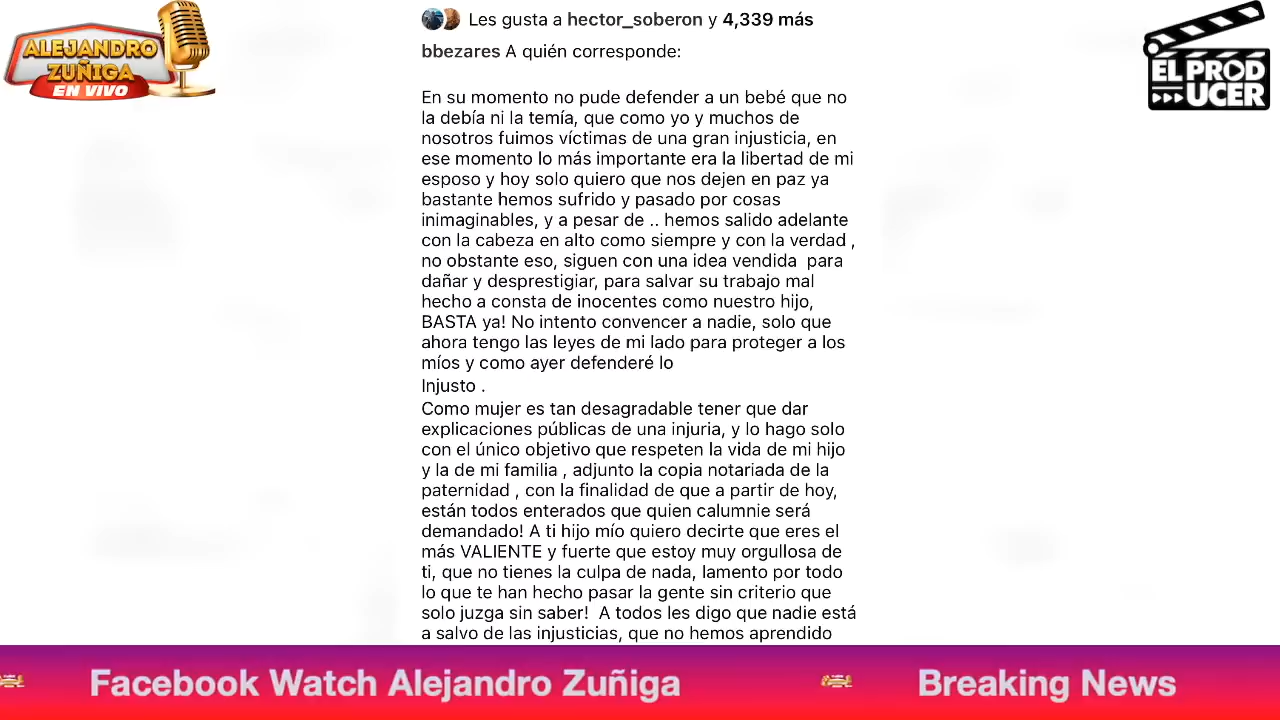 ALEJANDRO
ZUÑIGA
EN VIVO
EL PROD
UCER
Les gusta a hector_soberon y 4,339 más
bbezares A quién corresponde:
En su momento no pude defender a un bebé que no
la debía ni la temía, que como yo y muchos de
nosotros fuimos víctimas de una gran injusticia, en
ese momento lo más importante era la libertad de mi
esposo y hoy solo quiero que nos dejen en paz ya
bastante hemos sufrido y pasado por cosas
inimaginables, y a pesar de .. hemos salido adelante
con la cabeza en alto como siempre y con la verdad ,
no obstante eso, siguen con una idea vendida  para
dañar y desprestigiar, para salvar su trabajo mal
hecho a consta de inocentes como nuestro hijo,
BASTA ya! No intento convencer a nadie, solo que
ahora tengo las leyes de mi lado para proteger a los
míos y como ayer defenderé lo
Injusto .
Como mujer es tan desagradable tener que dar
explicaciones públicas de una injuria, y lo hago solo
con el único objetivo que respeten la vida de mi hijo
y la de mi familia , adjunto la copia notariada de la
paternidad , con la finalidad de que a partir de hoy,
están todos enterados que quien calumnie será
demandado! A ti hijo mío quiero decirte que eres el
más VALIENTE y fuerte que estoy muy orgullosa de
ti, que no tienes la culpa de nada, lamento por todo
lo que te han hecho pasar la gente sin criterio que
solo juzga sin saber!  A todos les digo que nadie está
a salvo de las injusticias, que no hemos aprendido
Facebook Watch Alejandro Zuñiga
Breaking News